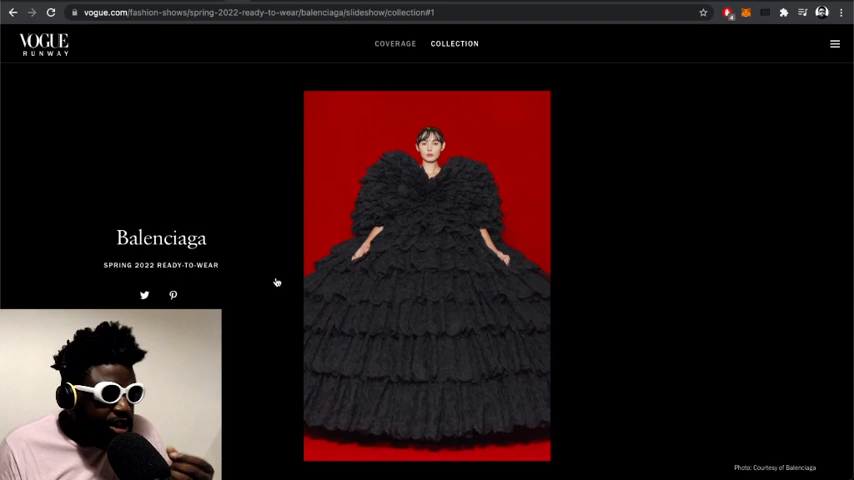 vogue.com/fashion-shows/spring-2022-ready-to-wear/balenciaga/slideshow/collection#1
4
VOGUE
RUNWAY
COVERAGE COLLECTION
Balenciaga
SPRING 2022 READY-TO-WEAR
Photo: Courtesy of Balenciaga